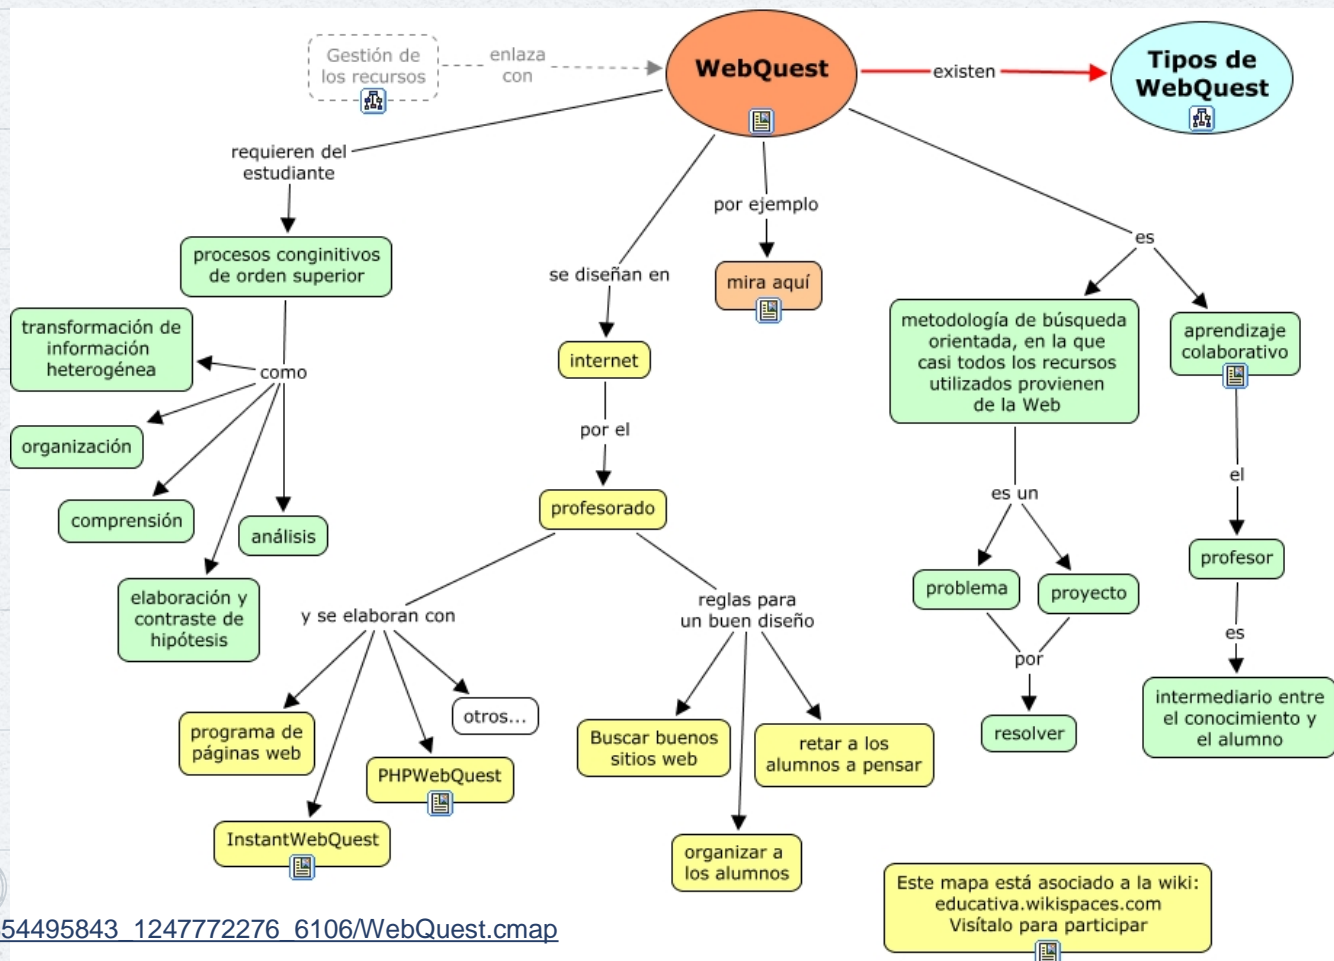 Gestión de
los recursos
enlaza
con
WebQuest
existen
Tipos de
WebQuest
requieren del
estudiante
procesos conginitivos
de orden superior
transformación de
información
heterogénea
como
organización
comprensión
análisis
elaboración y
contraste de
hipótesis
se diseñan en
internet
por el
profesorado
y se elaboran con
programa de
páginas web
InstantWebQuest
PHPWebQuest
otros...
reglas para
un buen diseño
Buscar buenos
sitios web
organizar a
los alumnos
retar a los
alumnos a pensar
por ejemplo
mira aquí
es
metodología de búsqueda
orientada, en la que
casi todos los recursos
utilizados provienen
de la Web
es un
problema
proyecto
por
resolver
aprendizaje
colaborativo
el
profesor
es
intermediario entre
el conocimiento y
el alumno
Este mapa está asociado a la wiki:
educativa.wikispaces.com
Visítalo para participar
54495843_1247772276_6106/WebQuest.cmap